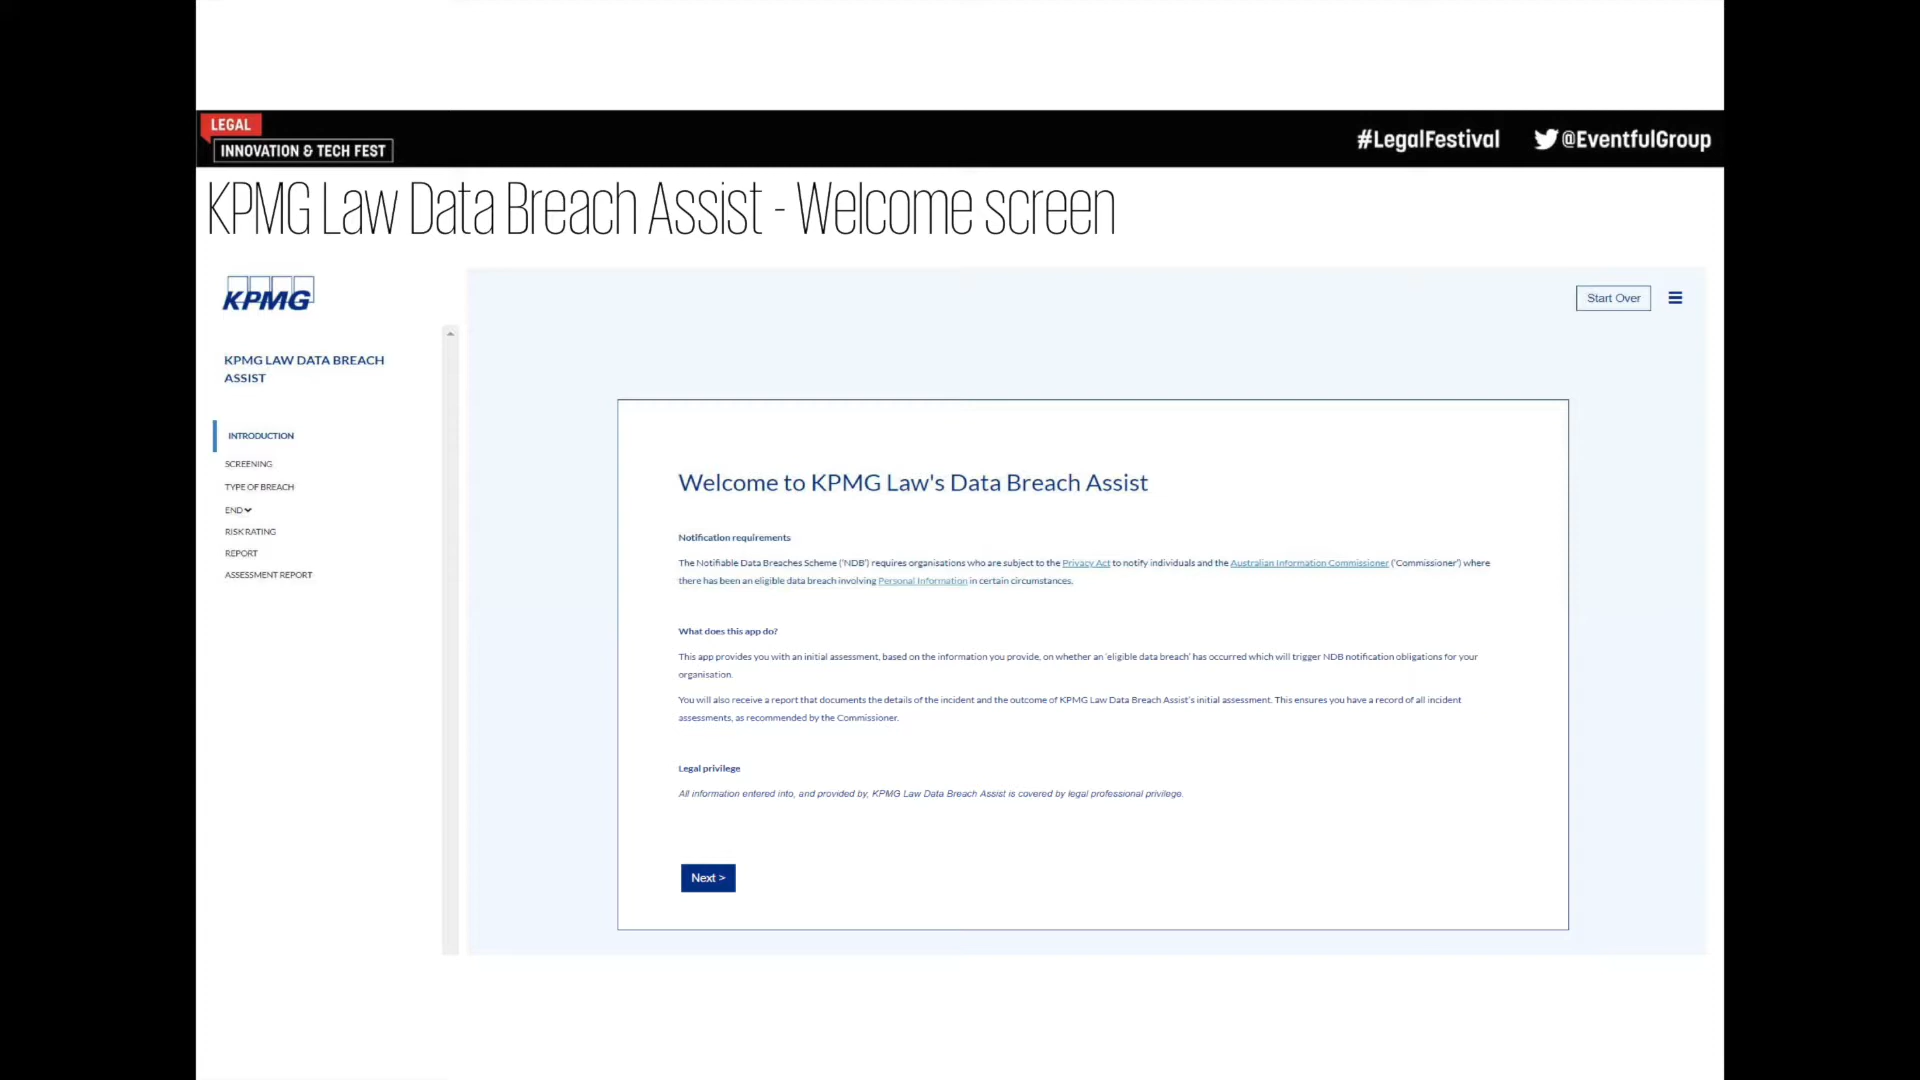 LEGAL
INNOVATION & TECH FEST
#LegalFestival @EventfulGroup
KPMG Law Data Breach Assist - Welcome screen
KPMG
Start Over
KPMG LAW DATA BREACH
ASSIST
INTRODUCTION
SCREENING
TYPE OF BREACH
END
RISK RATING
REPORT
ASSESSMENT REPORT
Welcome to KPMG Law's Data Breach Assist
Notification requirements
The Notifiable Data Breaches Scheme ('NDB') requires organisations who are subject to the Privacy Act to notify individuals and the Australian Information Commissioner ('Commissioner') where
there has been an eligible data breach involving Personal Information in certain circumstances.
What does this app do?
This app provides you with an initial assessment, based on the information you provide, on whether an 'eligible data breach' has occurred which will trigger NDB notification obligations for your
organisation.
You will also receive a report that documents the details of the incident and the outcome of KPMG Law Data Breach Assist's initial assessment. This ensures you have a record of all incident
assessments, as recommended by the Commissioner.
Legal privilege
All information entered into, and provided by, KPMG Law Data Breach Assist is covered by legal professional privilege.
Next >